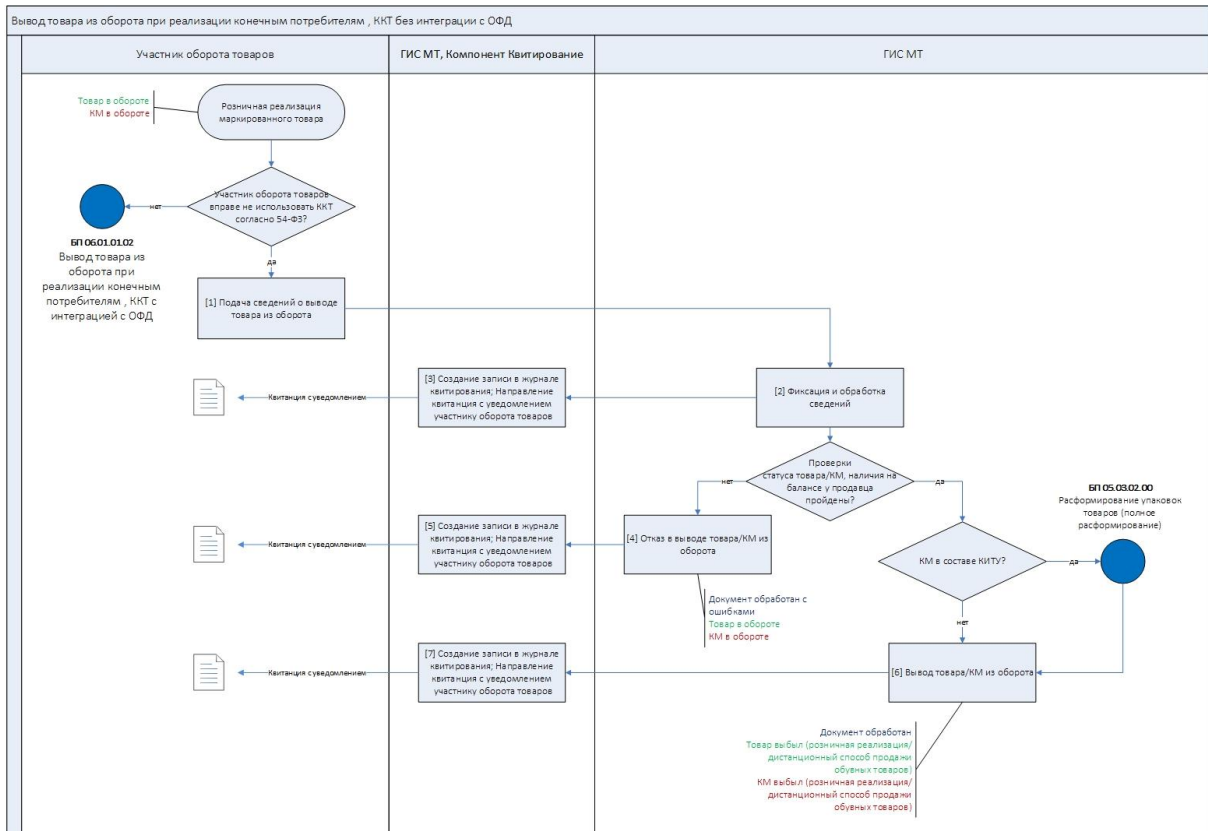 Вывод товара из оборота при реализации конечным потребителям , ККТ без интеграции с ОФД
Участник оборота товаров
ГИС МТ, Компонент Квитирование
ГИС МТ
Товар в обороте
КМ в обороте
Розничная реализация
маркированного товара
Участник оборота товаров
вправе не использовать ККТ
согласно 54-ФЗ?
нет
да
БП 06.01.01.02
Вывод товара из
оборота при
реализации конечным
потребителям , ККТ с
интеграцией с ОФД
[1] Подача сведений о выводе
товара из оборота
[2] Фиксация и обработка
сведений
[3] Создание записи в журнале
квитирования; Направление
квитанция с уведомлением
участнику оборота товаров
Квитанция с уведомлением
Проверки
статуса товара/КМ, наличия на
балансе у продавца
пройдены?
нет
да
БП 05.03.02.00
Расформирование упаковок
товаров (полное
расформирование)
[4] Отказ в выводе товара/КМ из
оборота
[5] Создание записи в журнале
квитирования; Направление
квитанция с уведомлением
участнику оборота товаров
Квитанция с уведомлением
КМ в составе КИТУ?
да
нет
Документ обработан с
ошибками
Товар в обороте
КМ в обороте
[6] Вывод товара/КМ из оборота
[7] Создание записи в журнале
квитирования; Направление
квитанция с уведомлением
участнику оборота товаров
Квитанция с уведомлением
Документ обработан
Товар выбыл (розничная реализация/
дистанционный способ продажи
обувных товаров)
КМ выбыл (розничная реализация/
дистанционный способ продажи
обувных товаров)